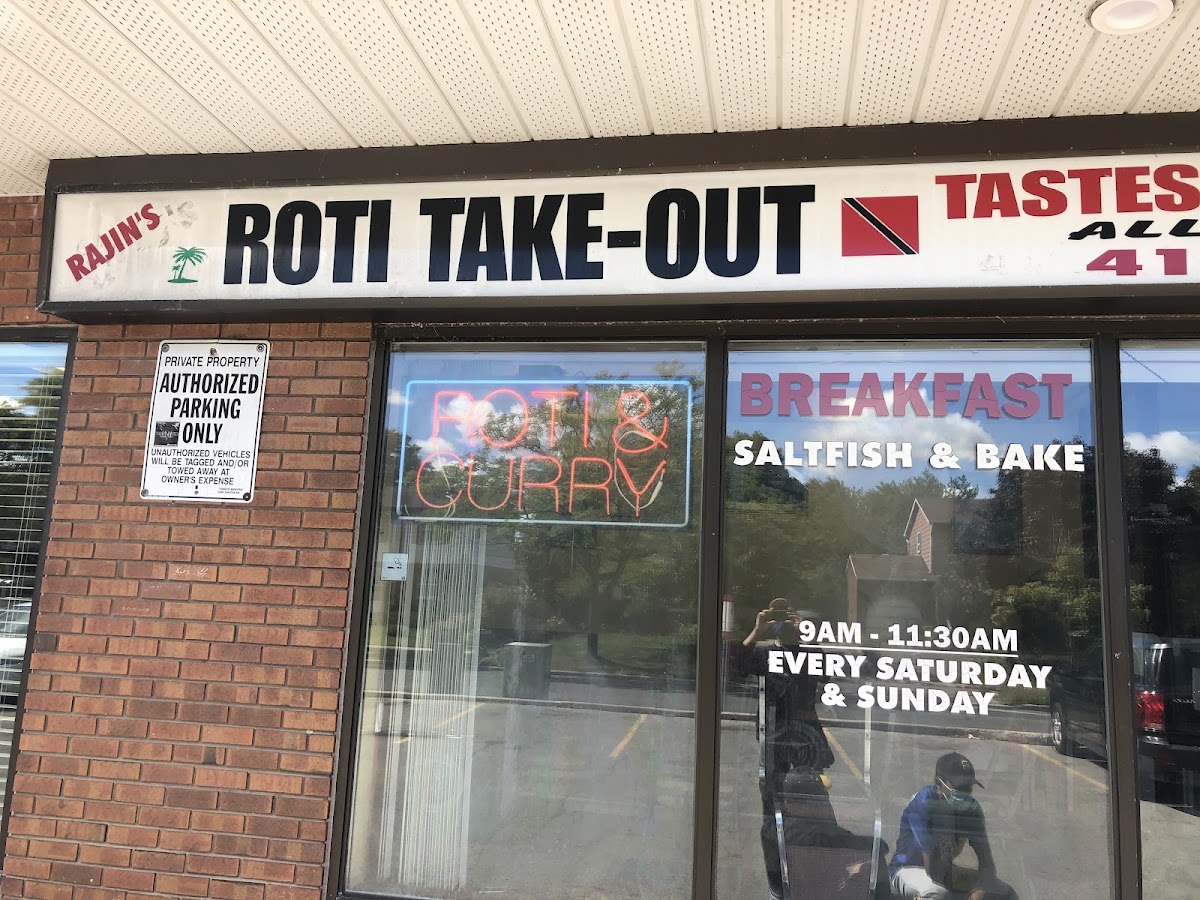 RAJIN'S
ROTI TAKE-OUT
TASTES
ALL
41
PRIVATE PROPERTY
AUTHORIZED
PARKING
ONLY
UNAUTHORIZED VEHICLES
WILL BE TAGGED AND/OR
TOWED AWAY AT
OWNER'S EXPENSE
ROTI &
CURRY
BREAKFAST
SALTFISH & BAKE
9AM - 11:30AM
EVERY SATURDAY
& SUNDAY